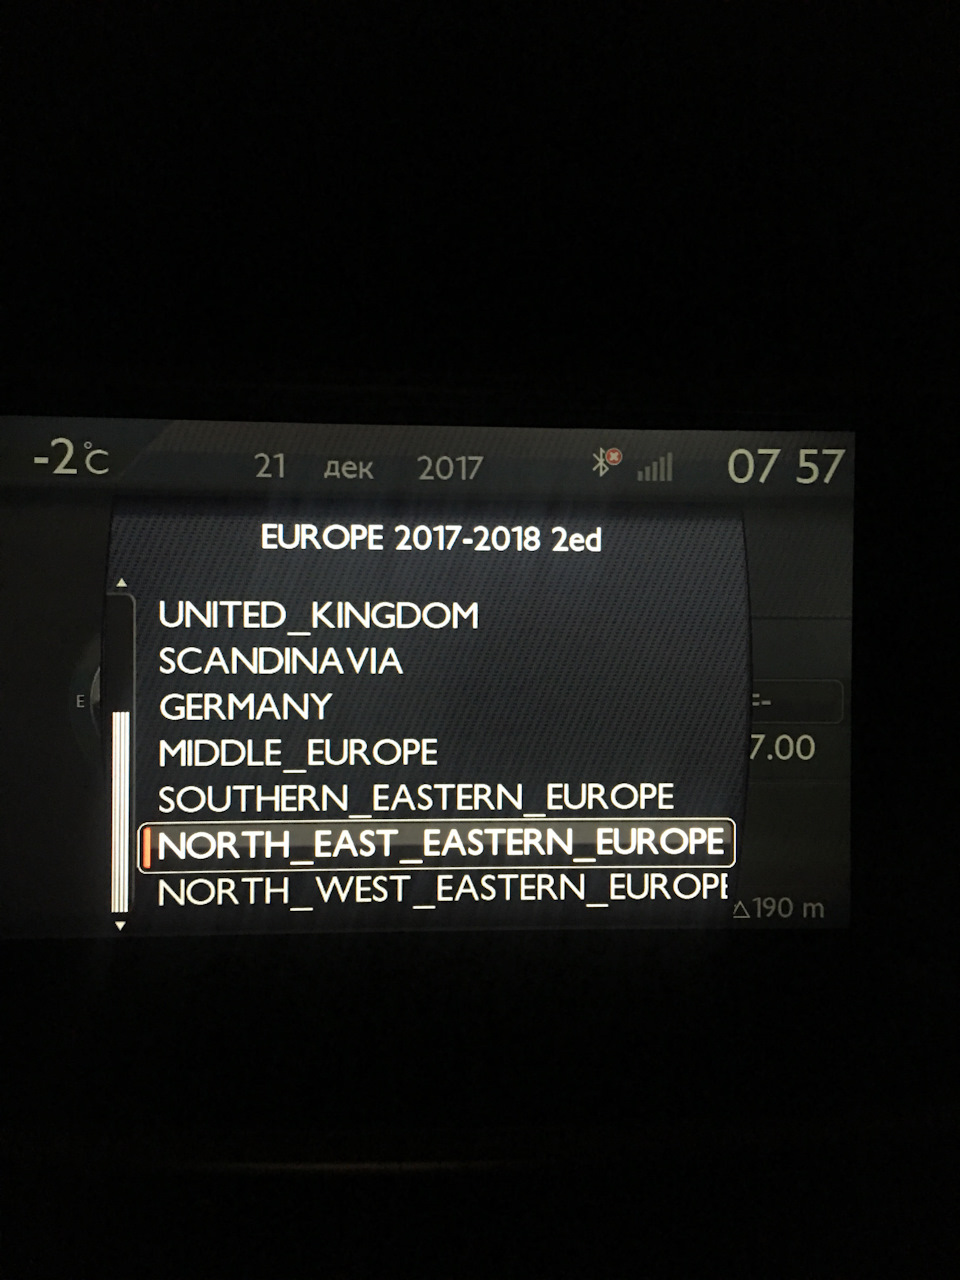 -2°C 21 дек 2017 07 57
EUROPE 2017-2018 2ed
UNITED_KINGDOM
SCANDINAVIA
GERMANY
MIDDLE_EUROPE
SOUTHERN_EASTERN_EUROPE
NORTH_EAST_EASTERN_EUROPE
NORTH_WEST_EASTERN_EUROPE
E
7.00
190 m